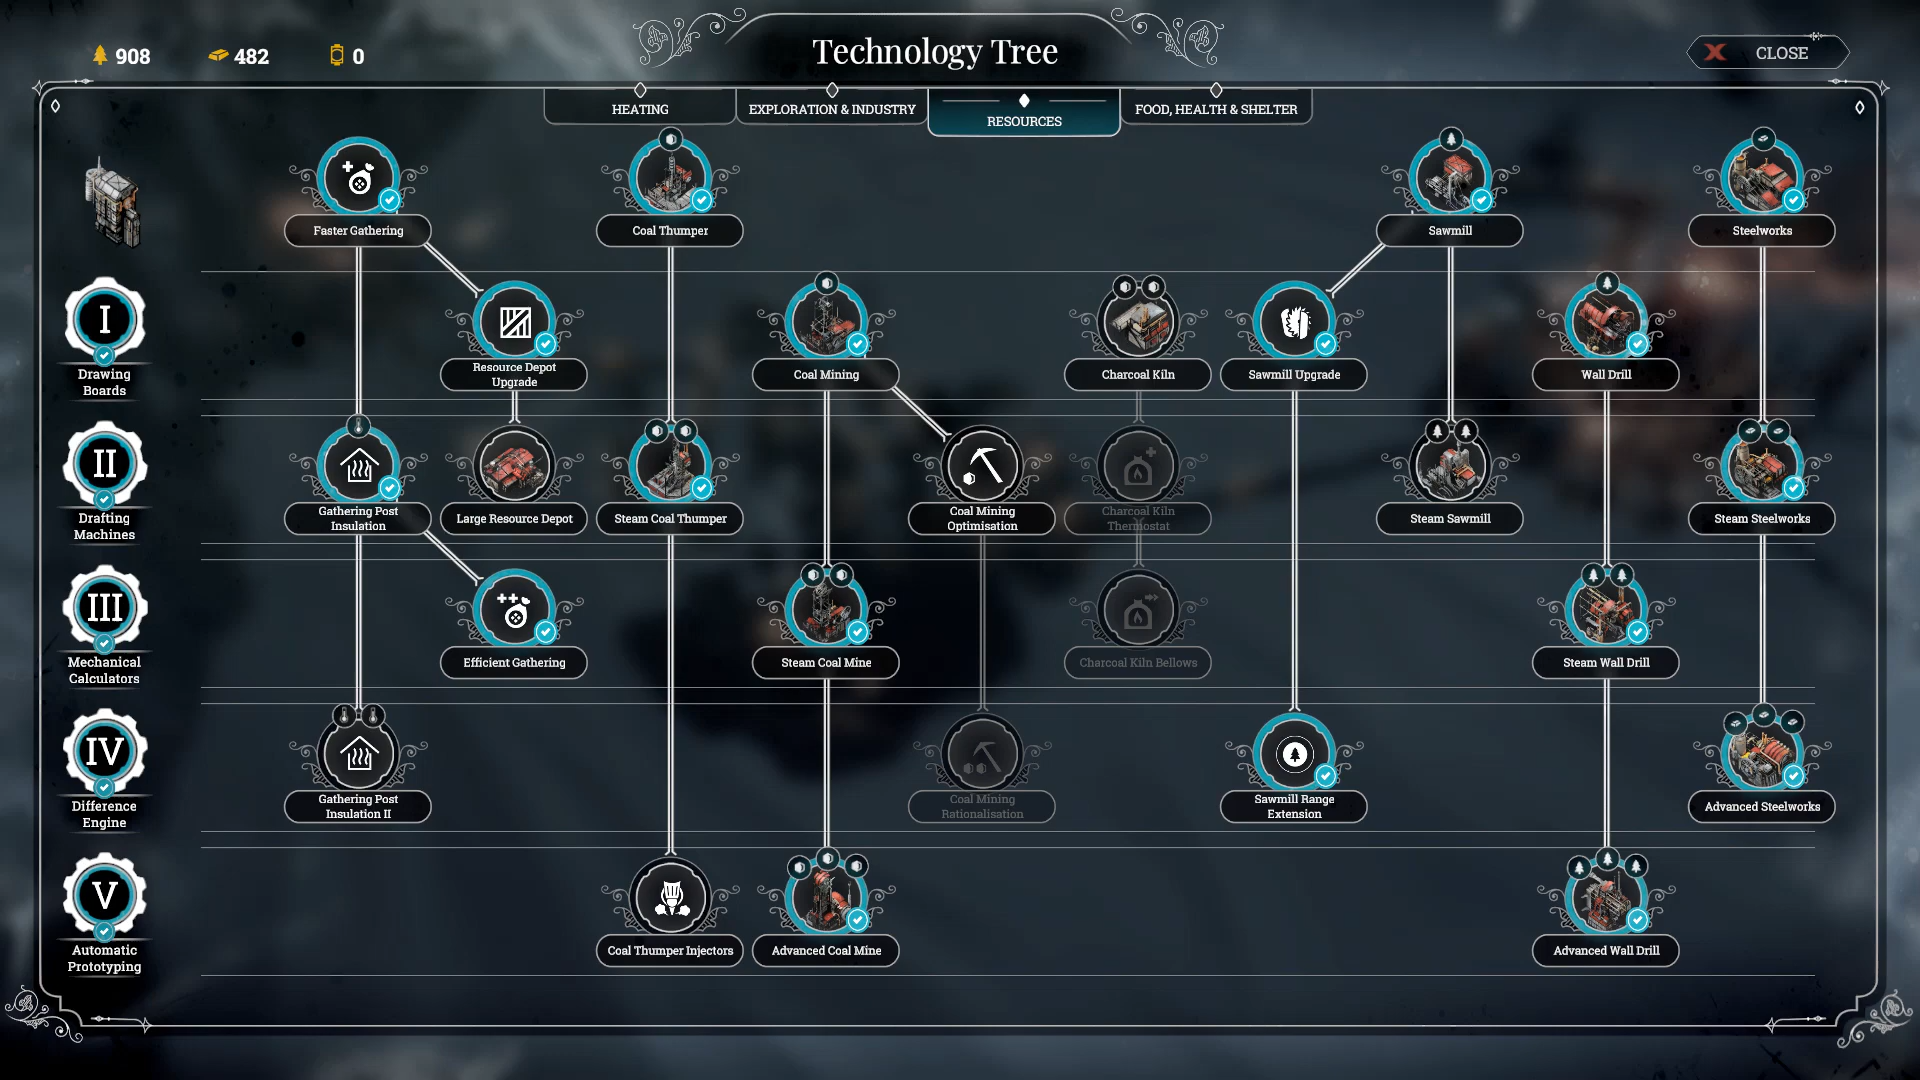 908 482 0
Technology Tree
CLOSE
HEATING
EXPLORATION & INDUSTRY
RESOURCES
FOOD, HEALTH & SHELTER
Faster Gathering
Coal Thumper
Sawmill
Steelworks
I
Drawing
Boards
Resource Depot
Upgrade
Coal Mining
Charcoal Kiln
Sawmill Upgrade
Wall Drill
II
Drafting
Machines
Gathering Post
Insulation
Large Resource Depot
Steam Coal Thumper
Coal Mining
Optimisation
Charcoal Kiln
Thermostat
Steam Sawmill
Steam Steelworks
III
Mechanical
Calculators
Efficient Gathering
Steam Coal Mine
Charcoal Kiln Bellows
Steam Wall Drill
IV
Difference
Engine
Gathering Post
Insulation II
Coal Mining
Rationalisation
Sawmill Range
Extension
Advanced Steelworks
V
Automatic
Prototyping
Coal Thumper Injectors
Advanced Coal Mine
Advanced Wall Drill